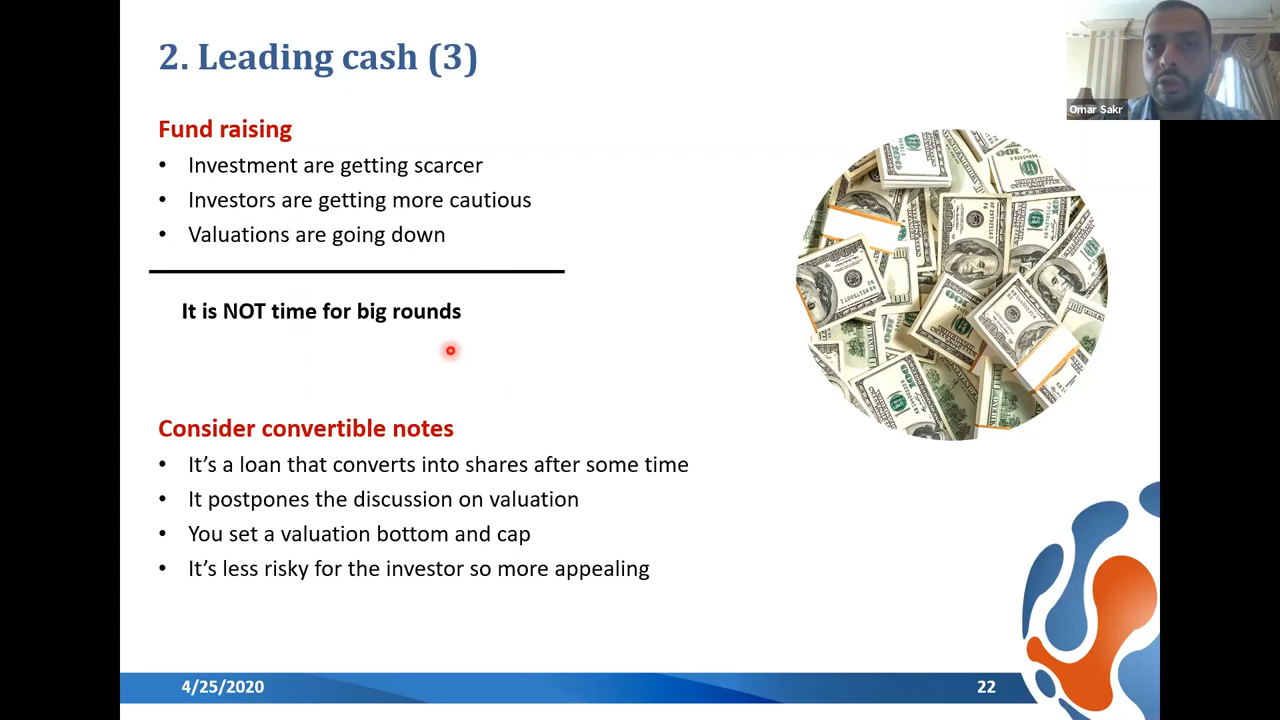 2. Leading cash (3)
Omar Sakr
Fund raising
• Investment are getting scarcer
• Investors are getting more cautious
• Valuations are going down
It is NOT time for big rounds
Consider convertible notes
• It's a loan that converts into shares after some time
• It postpones the discussion on valuation
• You set a valuation bottom and cap
• It's less risky for the investor so more appealing
4/25/2020
22